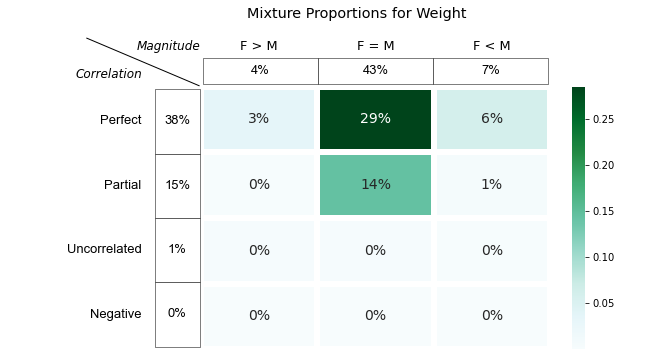 Mixture Proportions for Weight
Magnitude F > M F = M F < M
Correlation 4% 43% 7%
Perfect 38% 3% 29% 6%
0.25
Partial 15% 0% 14% 1%
0.20
0.15
Uncorrelated 1% 0% 0% 0%
0.10
Negative 0% 0% 0% 0%
0.05